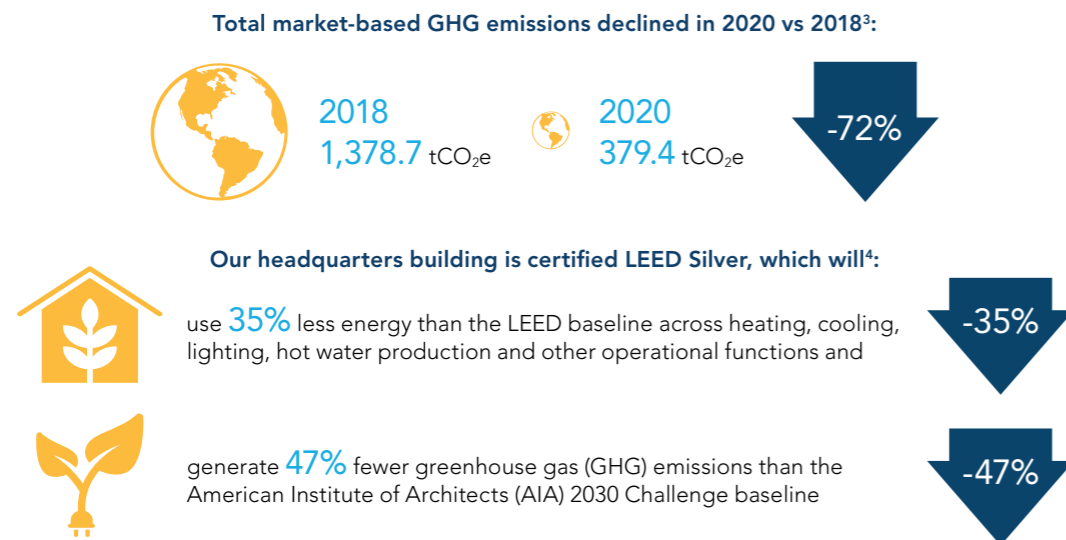 Total market-based GHG emissions declined in 2020 vs 2018³:
2018
1,378.7 tCO₂e
2020
379.4 tCO₂e
-72%
Our headquarters building is certified LEED Silver, which will⁴:
use 35% less energy than the LEED baseline across heating, cooling,
lighting, hot water production and other operational functions and
-35%
generate 47% fewer greenhouse gas (GHG) emissions than the
American Institute of Architects (AIA) 2030 Challenge baseline
-47%